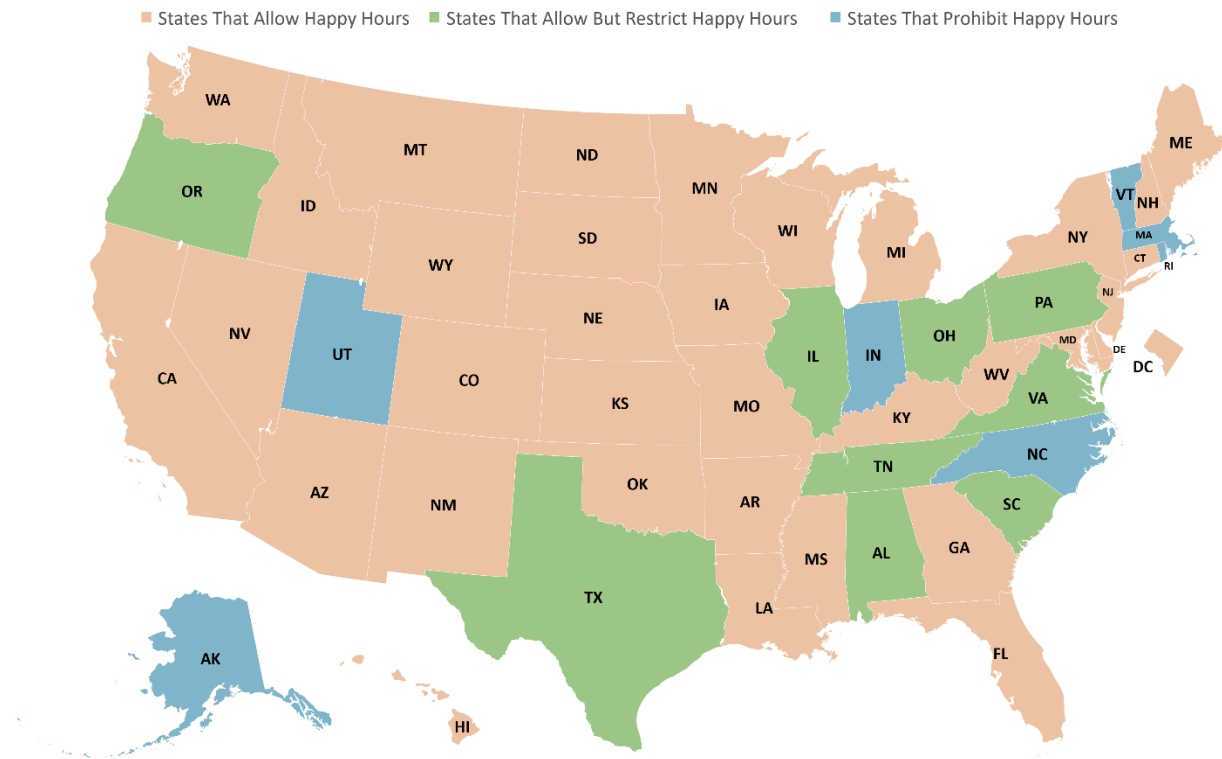 States That Allow Happy Hours States That Allow But Restrict Happy Hours States That Prohibit Happy Hours
WA
ME
MT
ND
VT
NH
OR
MN
ID
WI
NY
MA
SD
MI
CT
RI
WY
NJ
IA
PA
NE
OH
NV
MD
DE
UT
IL
IN
DC
WV
CA
CO
VA
KS
MO
KY
NC
TN
OK
AZ
AR
NM
SC
GA
AL
MS
TX
LA
FL
AK
HI